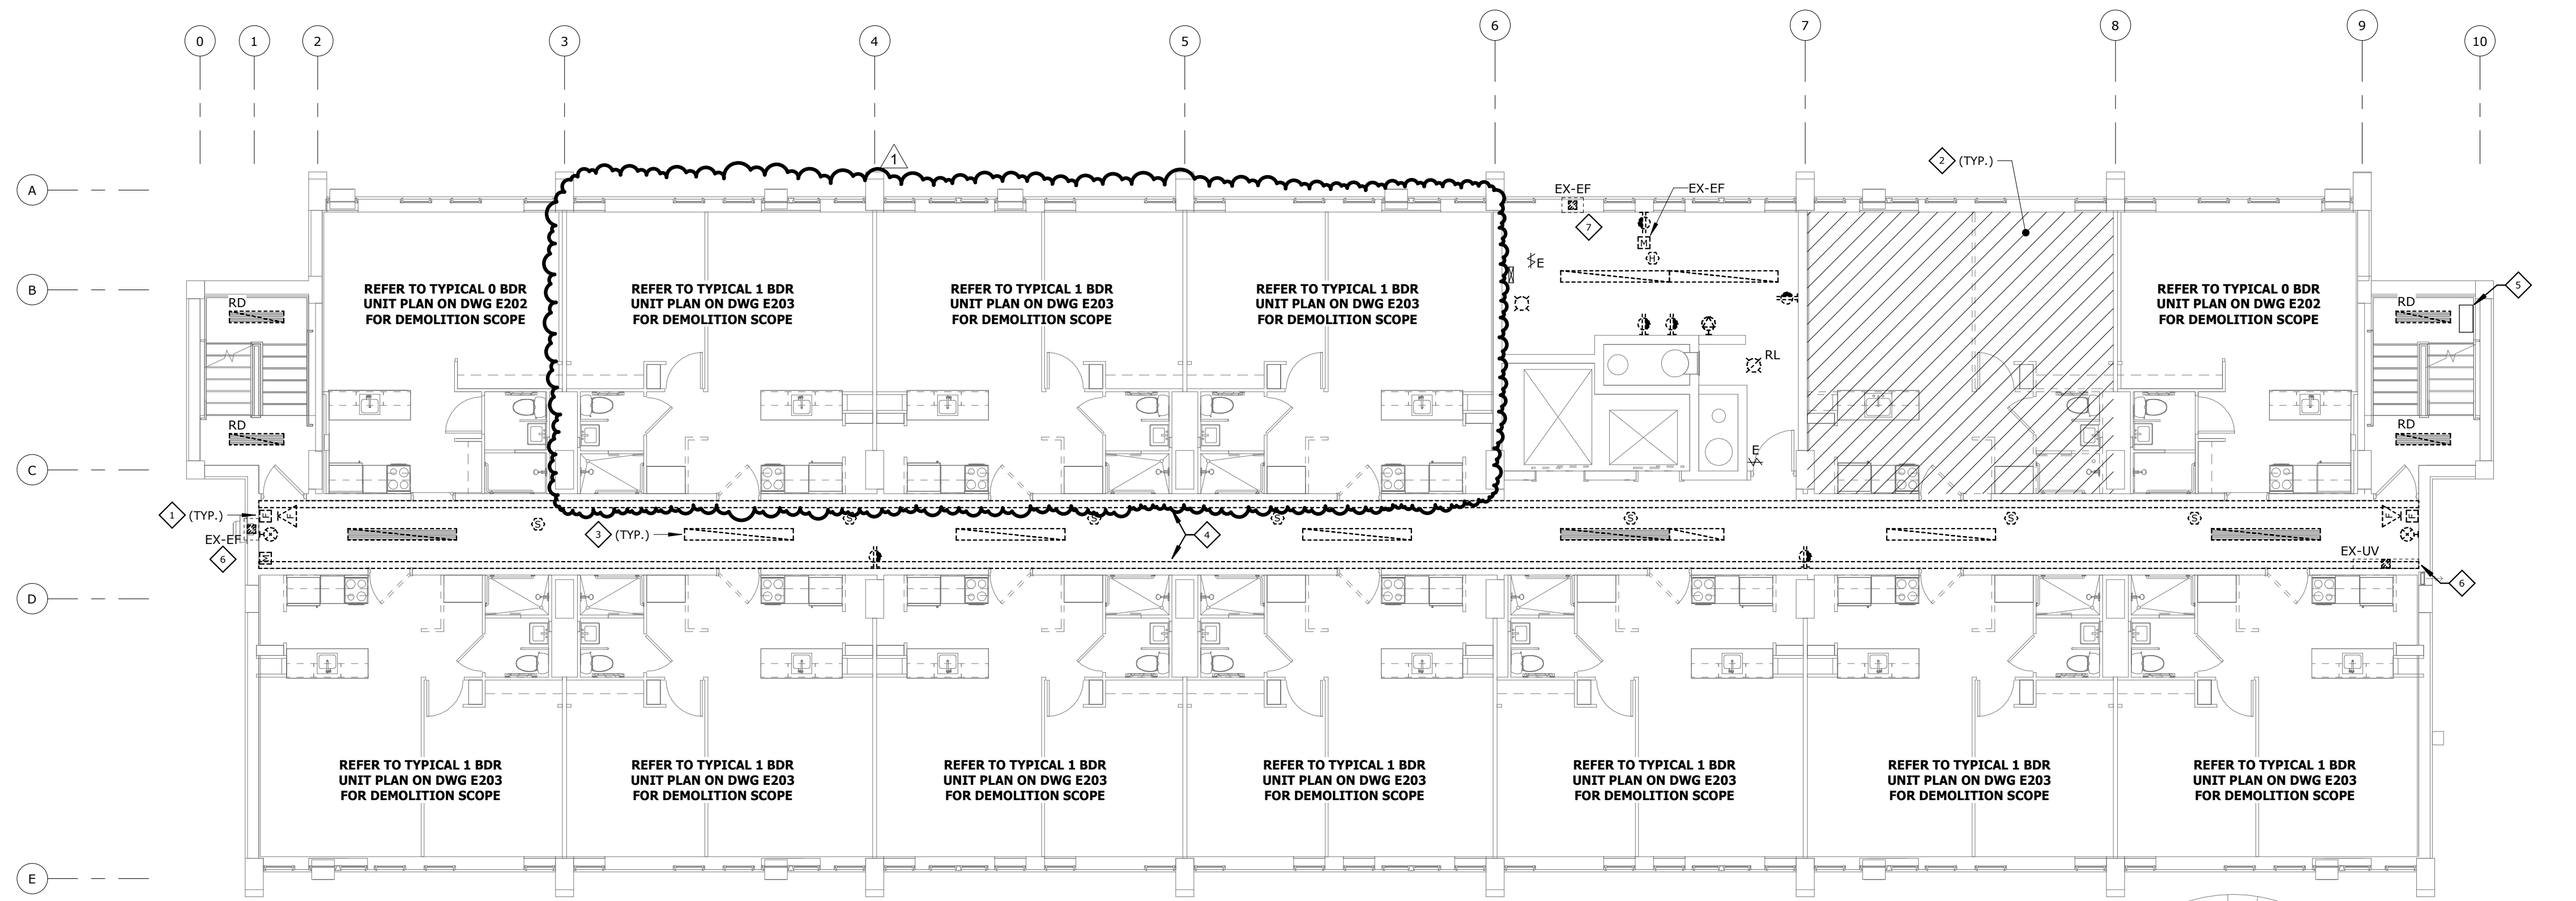 0
1
2
3
4
5
6
7
8
9
10
A
B
C
D
E
1
2 (TYP.)
EX-EF
EX-EF
7
M
H
E
REFER TO TYPICAL 0 BDR
UNIT PLAN ON DWG E202
FOR DEMOLITION SCOPE
REFER TO TYPICAL 1 BDR
UNIT PLAN ON DWG E203
FOR DEMOLITION SCOPE
REFER TO TYPICAL 1 BDR
UNIT PLAN ON DWG E203
FOR DEMOLITION SCOPE
REFER TO TYPICAL 1 BDR
UNIT PLAN ON DWG E203
FOR DEMOLITION SCOPE
REFER TO TYPICAL 0 BDR
UNIT PLAN ON DWG E202
FOR DEMOLITION SCOPE
5
RD
RD
RL
RD
RD
E
1 (TYP.)
F
F
S
S
S
S
S
S
S
F
F
EX-EF
6
M
3 (TYP.)
4
EX-UV
6
REFER TO TYPICAL 1 BDR
UNIT PLAN ON DWG E203
FOR DEMOLITION SCOPE
REFER TO TYPICAL 1 BDR
UNIT PLAN ON DWG E203
FOR DEMOLITION SCOPE
REFER TO TYPICAL 1 BDR
UNIT PLAN ON DWG E203
FOR DEMOLITION SCOPE
REFER TO TYPICAL 1 BDR
UNIT PLAN ON DWG E203
FOR DEMOLITION SCOPE
REFER TO TYPICAL 1 BDR
UNIT PLAN ON DWG E203
FOR DEMOLITION SCOPE
REFER TO TYPICAL 1 BDR
UNIT PLAN ON DWG E203
FOR DEMOLITION SCOPE
REFER TO TYPICAL 1 BDR
UNIT PLAN ON DWG E203
FOR DEMOLITION SCOPE